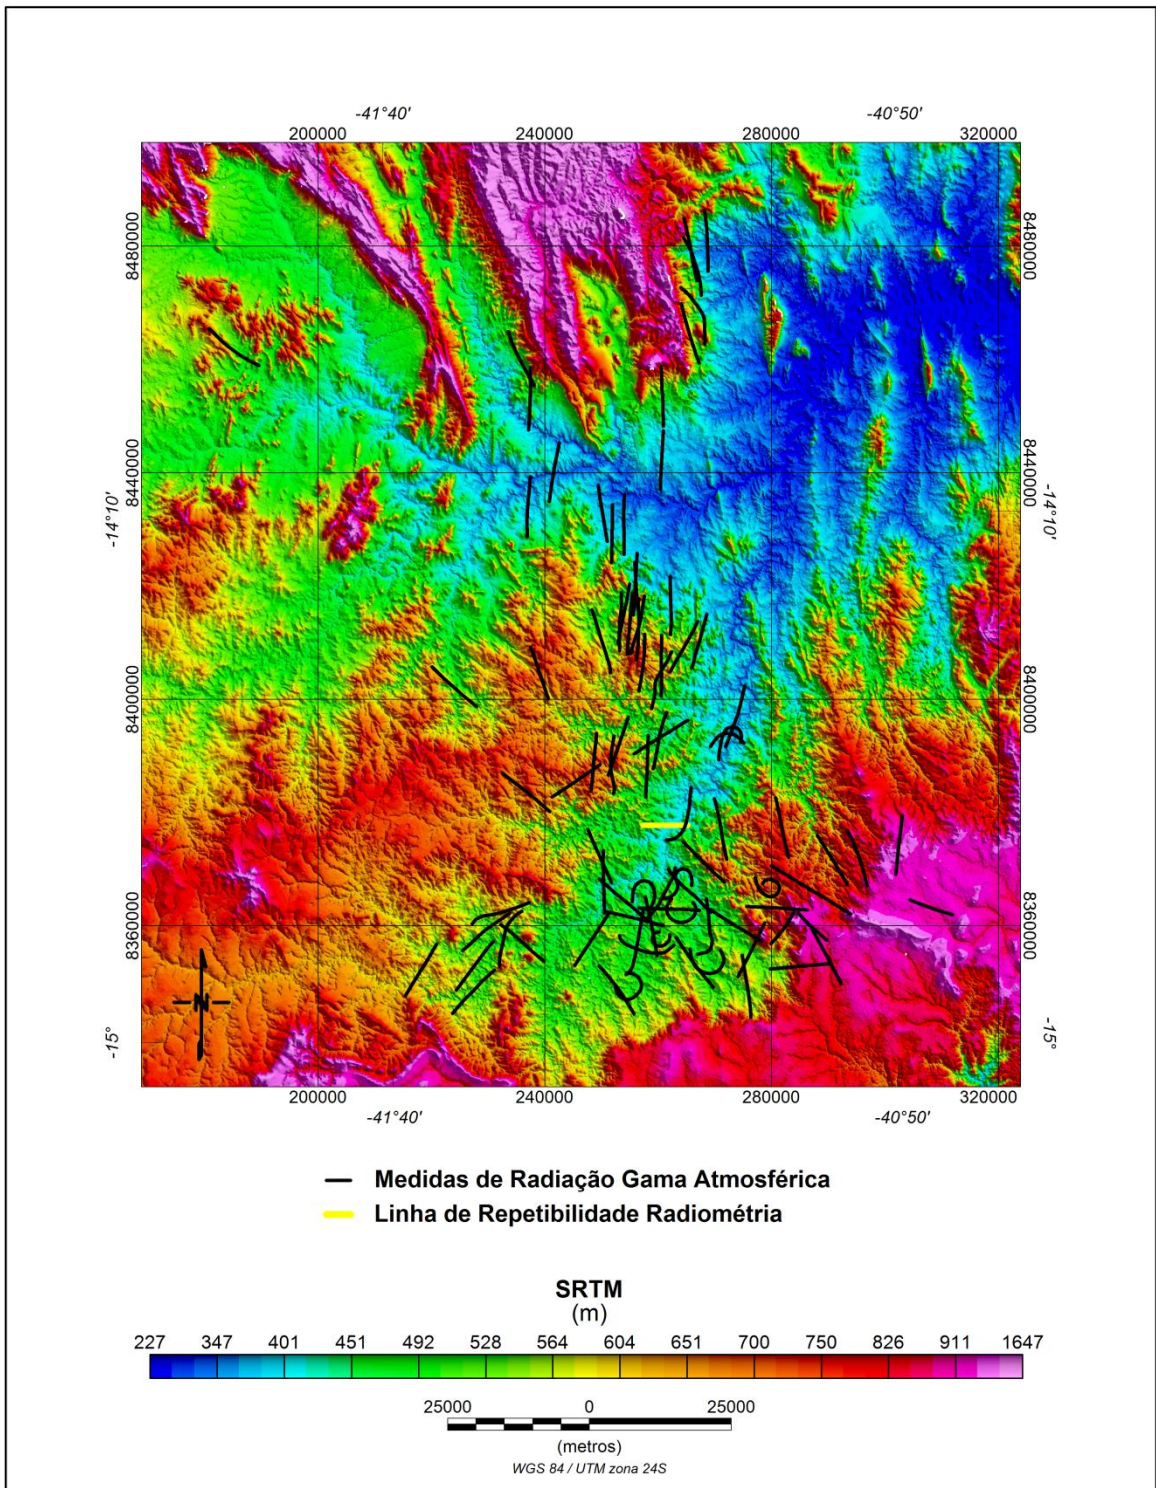 -41°40' -40°50'
200000 240000 280000 320000
8480000 8480000
8440000 8440000
-14°10' -14°10'
8400000 8400000
8360000 8360000
N
-15° -15°
200000 240000 280000 320000
-41°40' -40°50'
Medidas de Radiação Gama Atmosférica
Linha de Repetibilidade Radiométria
SRTM
(m)
227 347 401 451 492 528 564 604 651 700 750 826 911 1647
25000 0 25000
(metros)
WGS 84 / UTM zona 24S